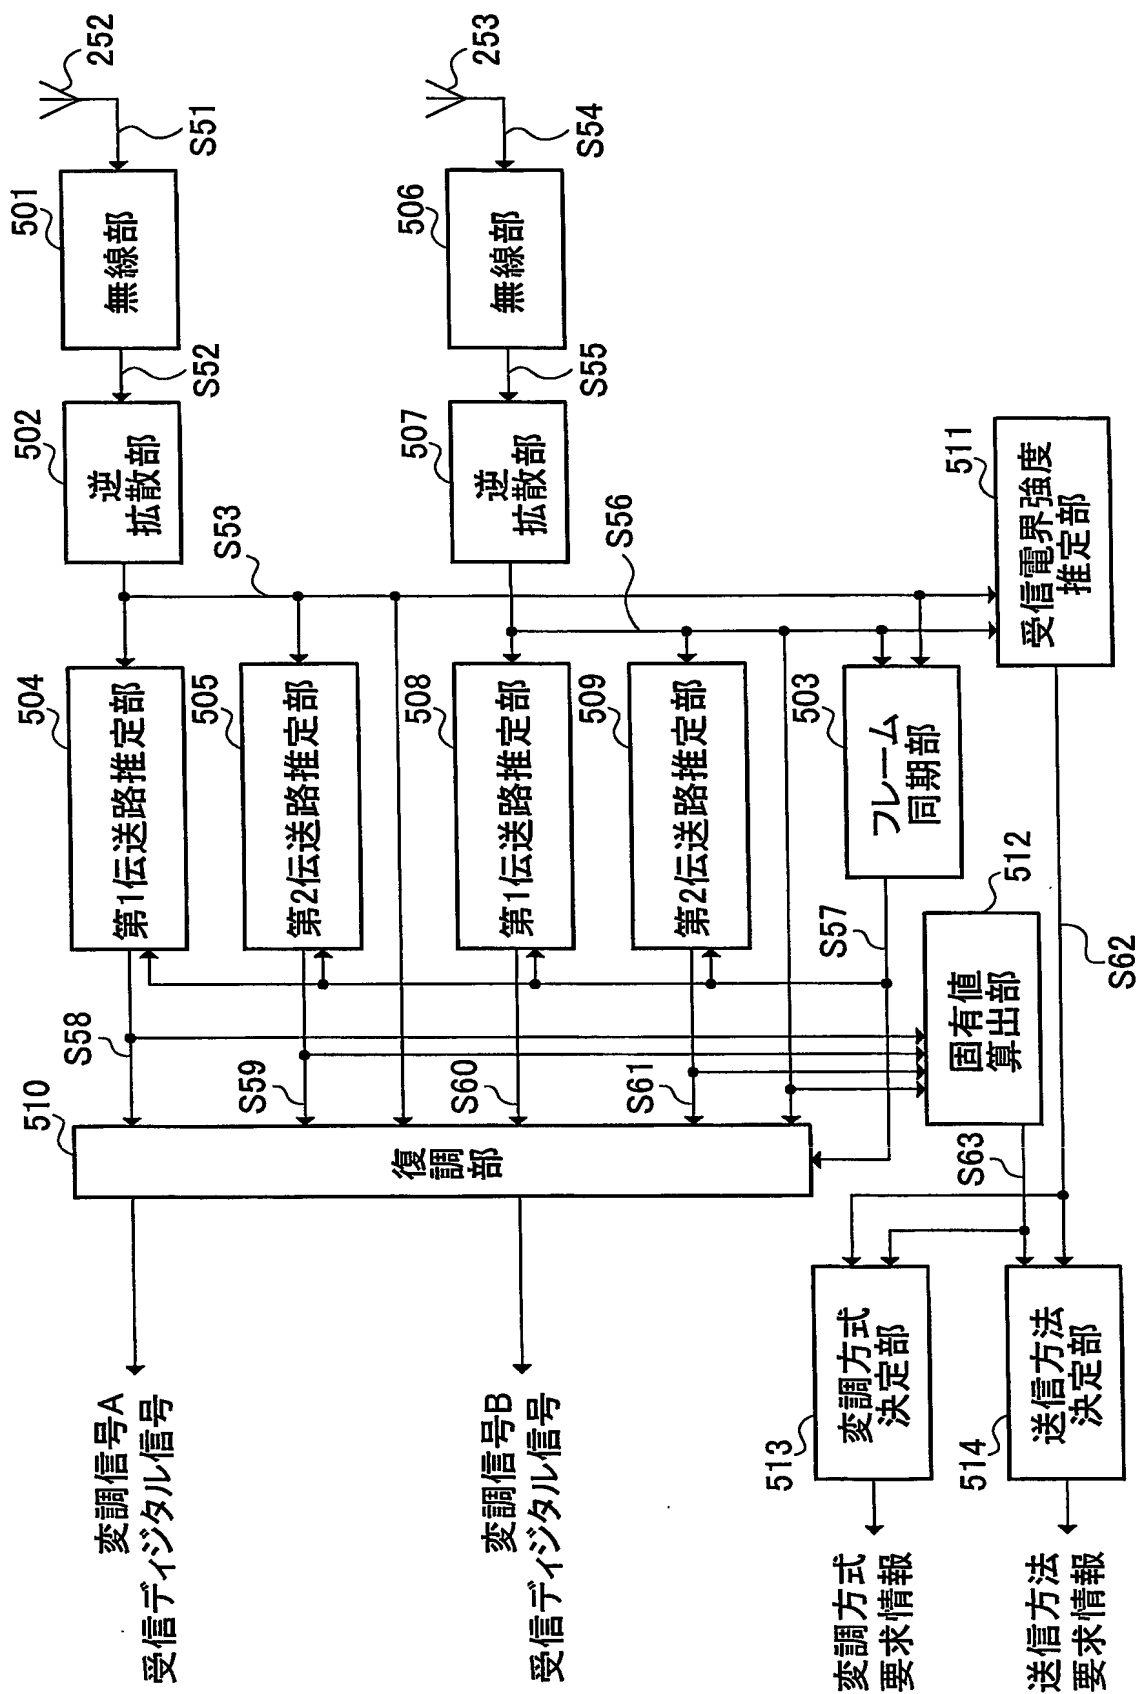 252
S51
501
無線部
S52
502
逆
拡散部
S53
504
第1伝送路推定部
505
第2伝送路推定部
S58
S59
253
S54
506
無線部
S55
507
逆
拡散部
S56
508
第1伝送路推定部
509
第2伝送路推定部
S60
S61
503
フレーム
同期部
S57
511
受信電界強度
推定部
S62
512
固有値
算出部
S63
510
復調部
変調信号A
受信ディジタル信号
変調信号B
受信ディジタル信号
513
変調方式
決定部
変調方式
要求情報
514
送信方法
決定部
送信方法
要求情報